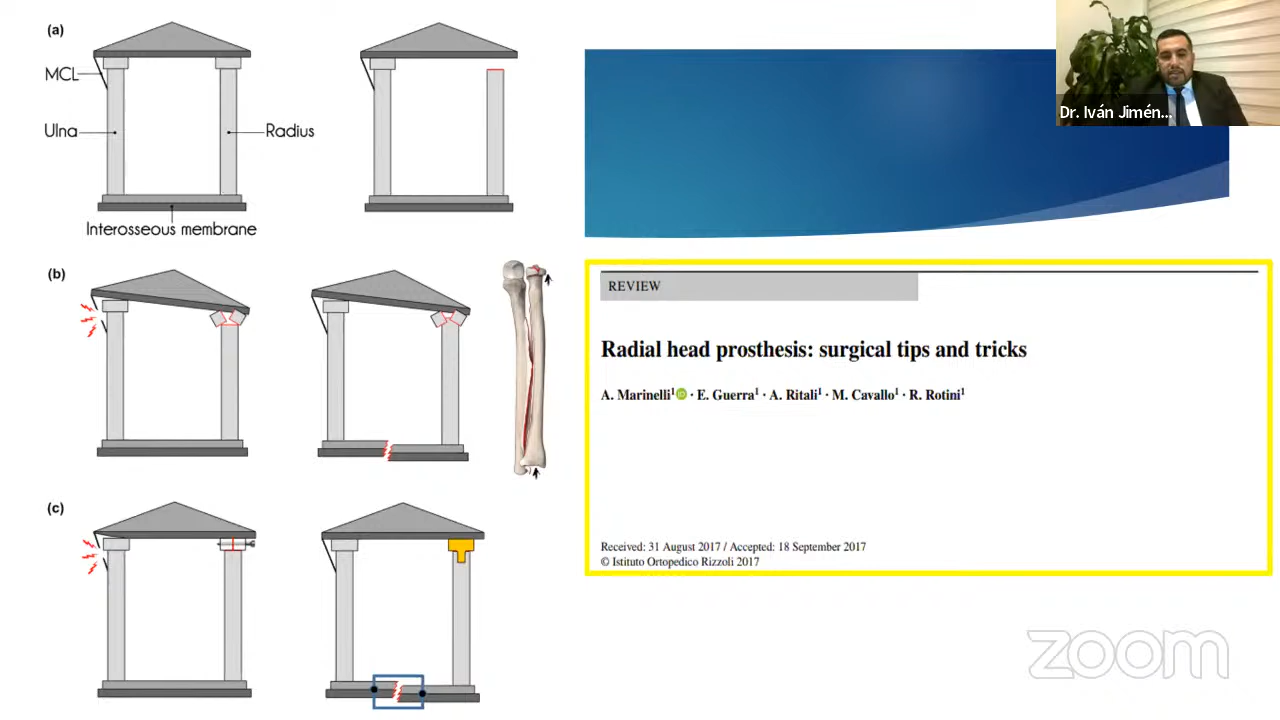 (a)
MCL
Ulna
Radius
Interosseous membrane
(b)
(c)
Dr. Iván Jimén...
REVIEW
Radial head prosthesis: surgical tips and tricks
A. Marinelli¹ · E. Guerra¹ · A. Ritali¹ · M. Cavallo¹ · R. Rotini¹
Received: 31 August 2017 / Accepted: 18 September 2017
© Istituto Ortopedico Rizzoli 2017
zoom